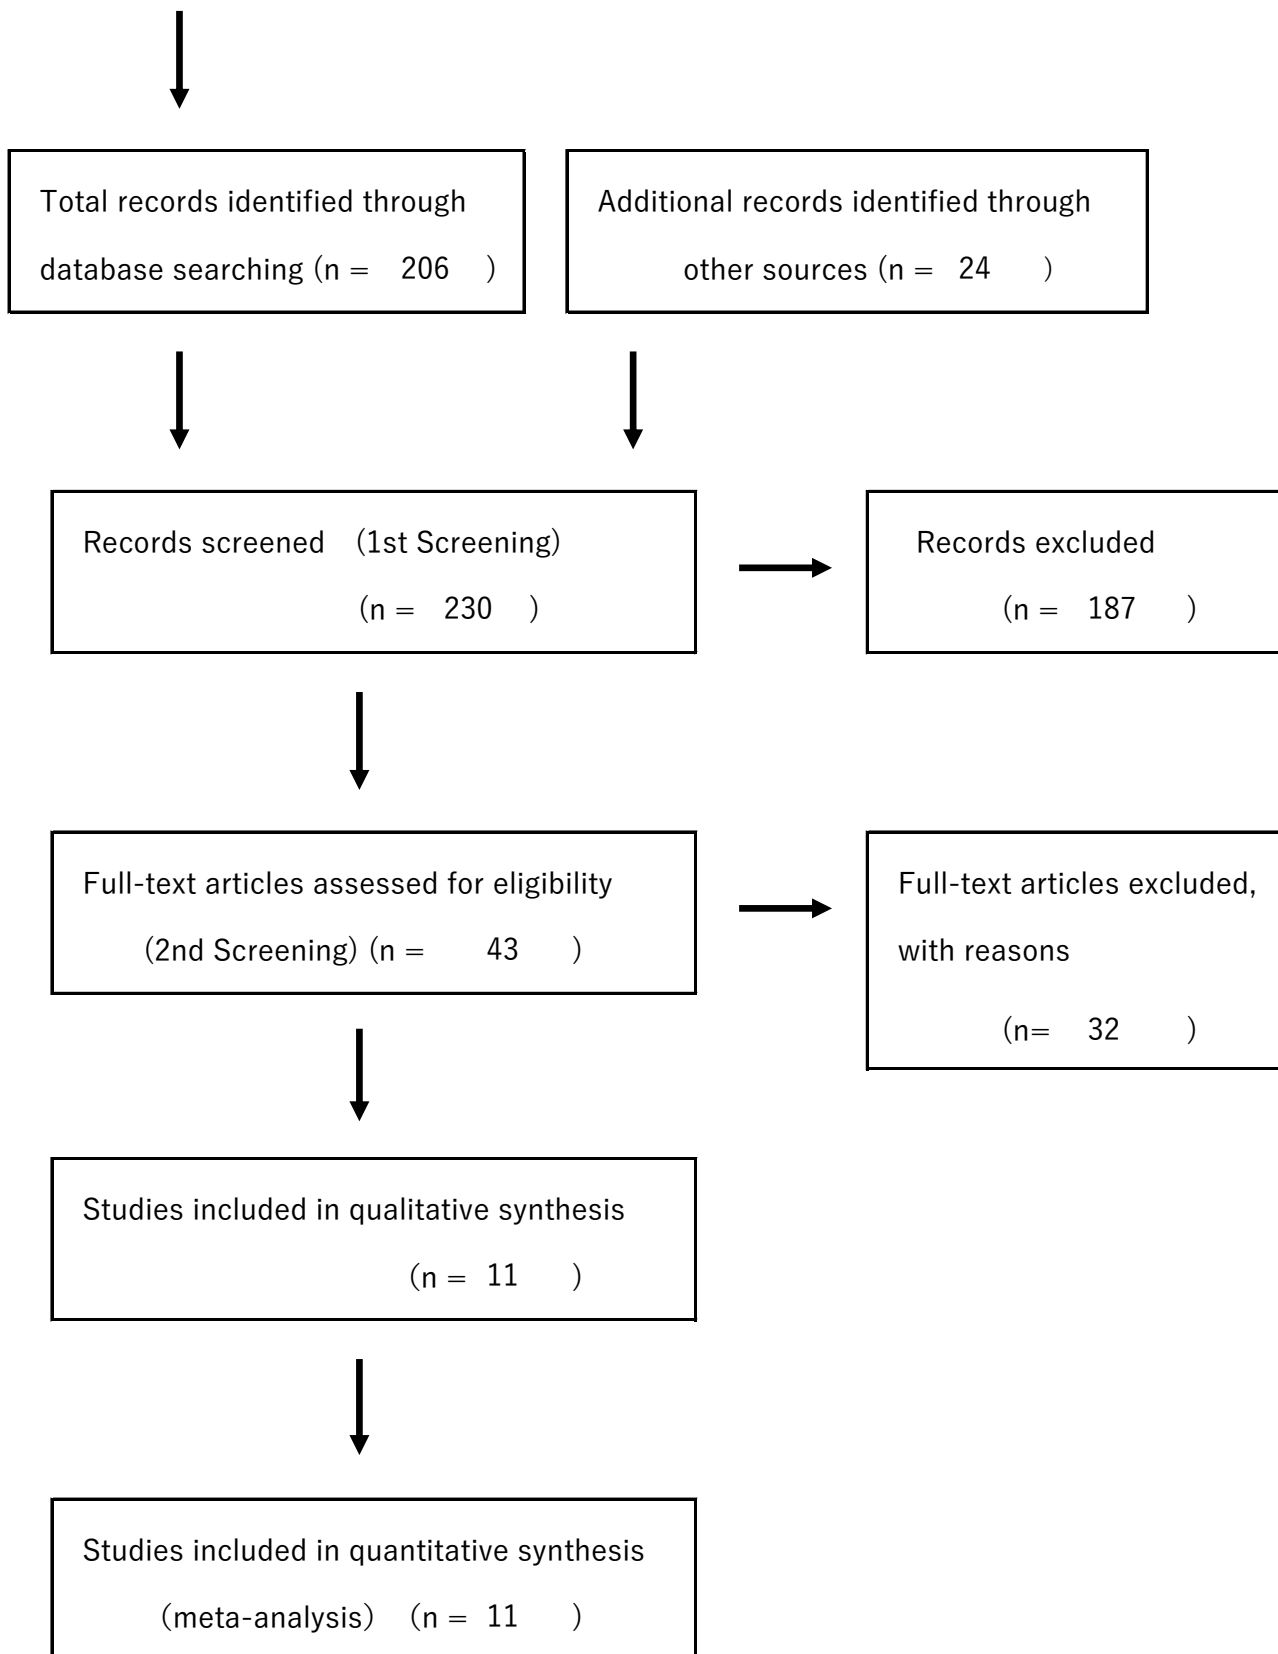 Total records identified through
database searching (n = 206 )
Additional records identified through
other sources (n = 24 )
Records screened (1st Screening)
(n = 230 )
Records excluded
(n = 187 )
Full-text articles assessed for eligibility
(2nd Screening) (n = 43 )
Full-text articles excluded,
with reasons
(n= 32 )
Studies included in qualitative synthesis
(n = 11 )
Studies included in quantitative synthesis
(meta-analysis) (n = 11 )